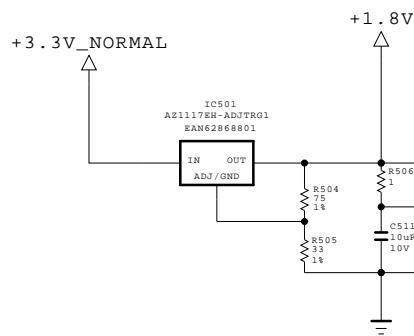 +1.8V
+3.3V_NORMAL
IC501
AZ1117EH-ADJTRG1
EAN62868801
IN OUT
ADJ/GND
R504
75
1%
R506
1
R505
33
1%
C511
10uF
10V